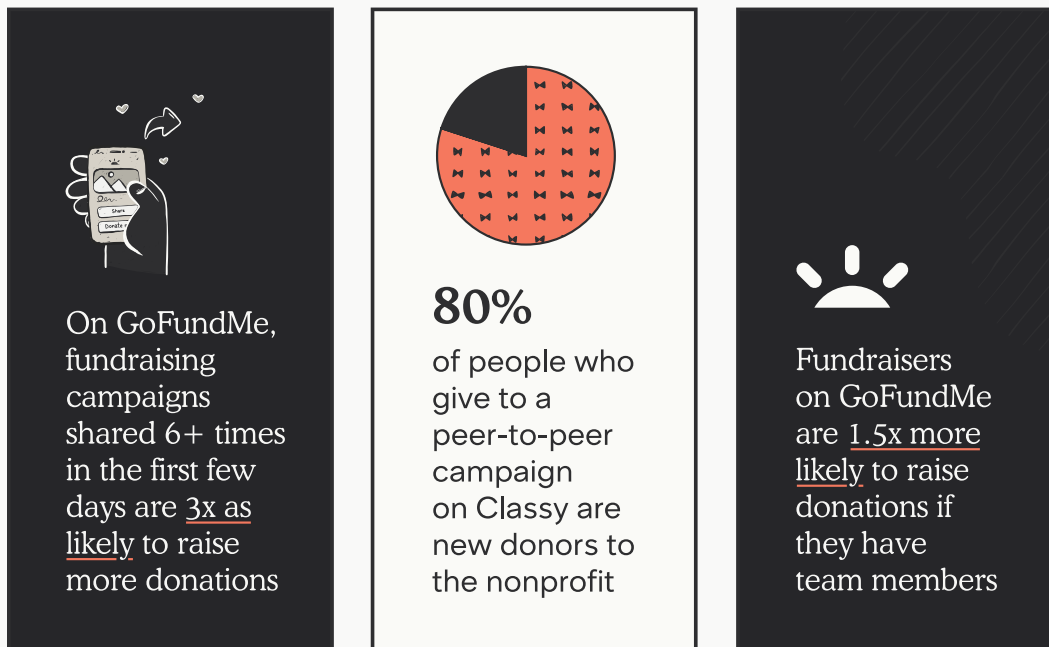 Share
On GoFundMe,
fundraising
campaigns
shared 6+ times
in the first few
days are 3x as
likely to raise
more donations
80%
of people who
give to a
peer-to-peer
campaign
on Classy are
new donors to
the nonprofit
Fundraisers
on GoFundMe
are 1.5x more
likely to raise
donations if
they have
team members